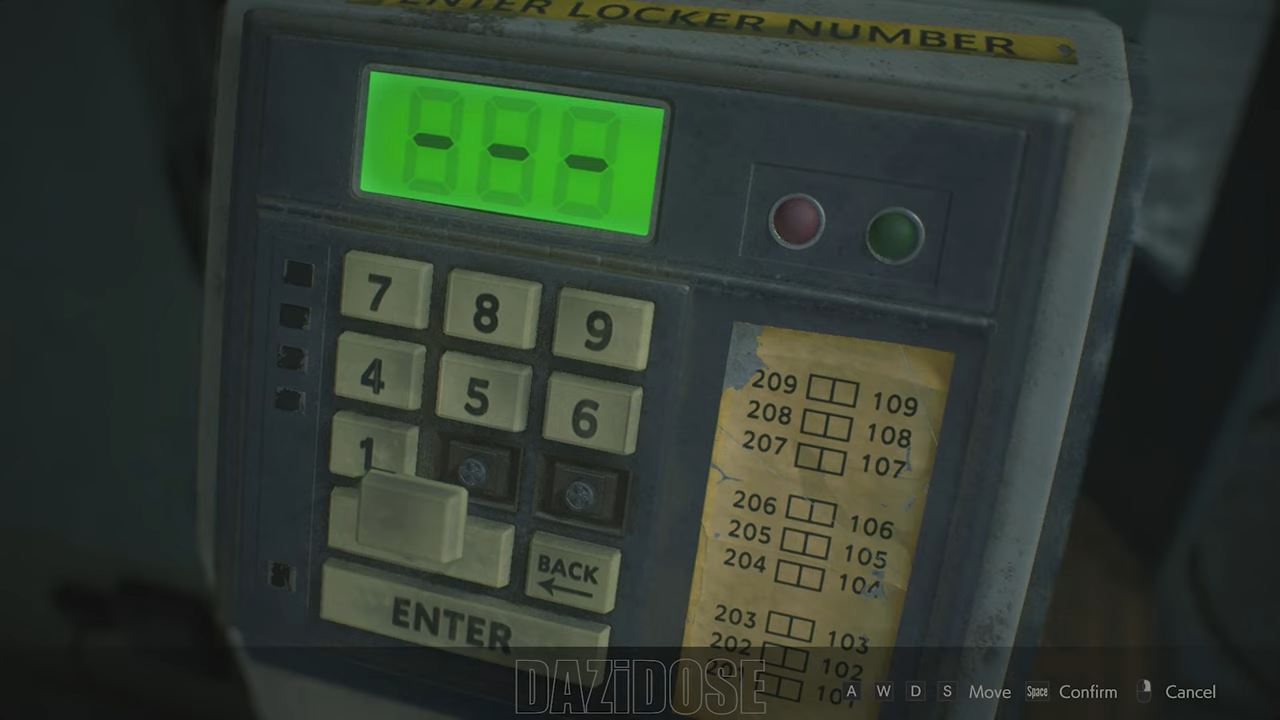 ENTER LOCKER NUMBER
- - -
7 8 9
4 5 6
1
BACK
ENTER
209 109
208 108
207 107
206 106
205 105
204 104
203 103
202 102
201 101
DAZiDOSE
A W D S Move Space Confirm Cancel